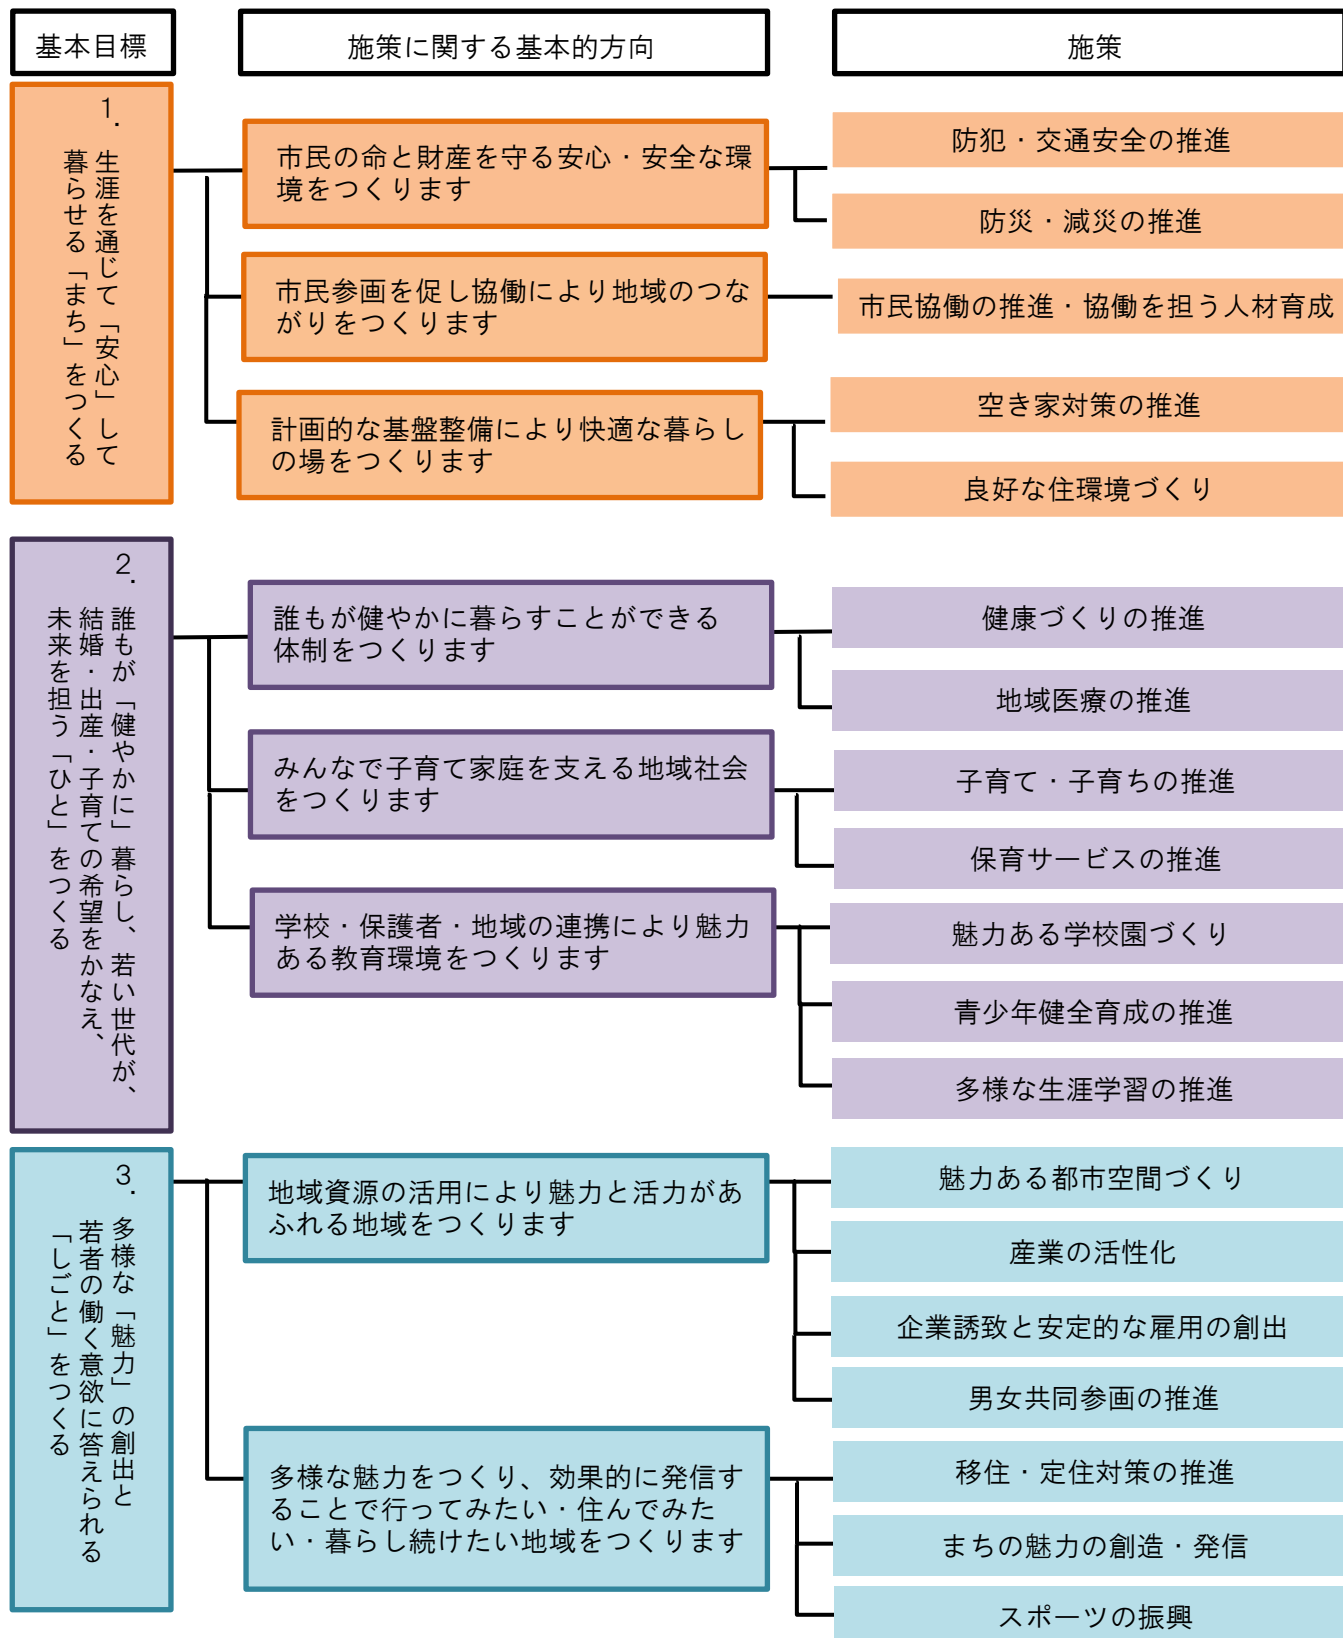 基本目標
施策に関する基本的方向
施策
1. 生涯を通じて「安心」して
暮らせる「まち」をつくる
市民の命と財産を守る安心・安全な環
境をつくります
防犯・交通安全の推進
防災・減災の推進
市民参画を促し協働により地域のつな
がりをつくります
市民協働の推進・協働を担う人材育成
計画的な基盤整備により快適な暮らし
の場をつくります
空き家対策の推進
良好な住環境づくり
2. 誰もが「健やかに」暮らし、若い世代が、
結婚・出産・子育ての希望をかなえ、
未来を担う「ひと」をつくる
誰もが健やかに暮らすことができる
体制をつくります
健康づくりの推進
地域医療の推進
みんなで子育て家庭を支える地域社会
をつくります
子育て・子育ちの推進
保育サービスの推進
学校・保護者・地域の連携により魅力
ある教育環境をつくります
魅力ある学校園づくり
青少年健全育成の推進
多様な生涯学習の推進
3. 多様な「魅力」の創出と
若者の働く意欲に答えられる
「しごと」をつくる
地域資源の活用により魅力と活力があ
ふれる地域をつくります
魅力ある都市空間づくり
産業の活性化
企業誘致と安定的な雇用の創出
男女共同参画の推進
多様な魅力をつくり、効果的に発信す
ることで行ってみたい・住んでみた
い・暮らし続けたい地域をつくります
移住・定住対策の推進
まちの魅力の創造・発信
スポーツの振興